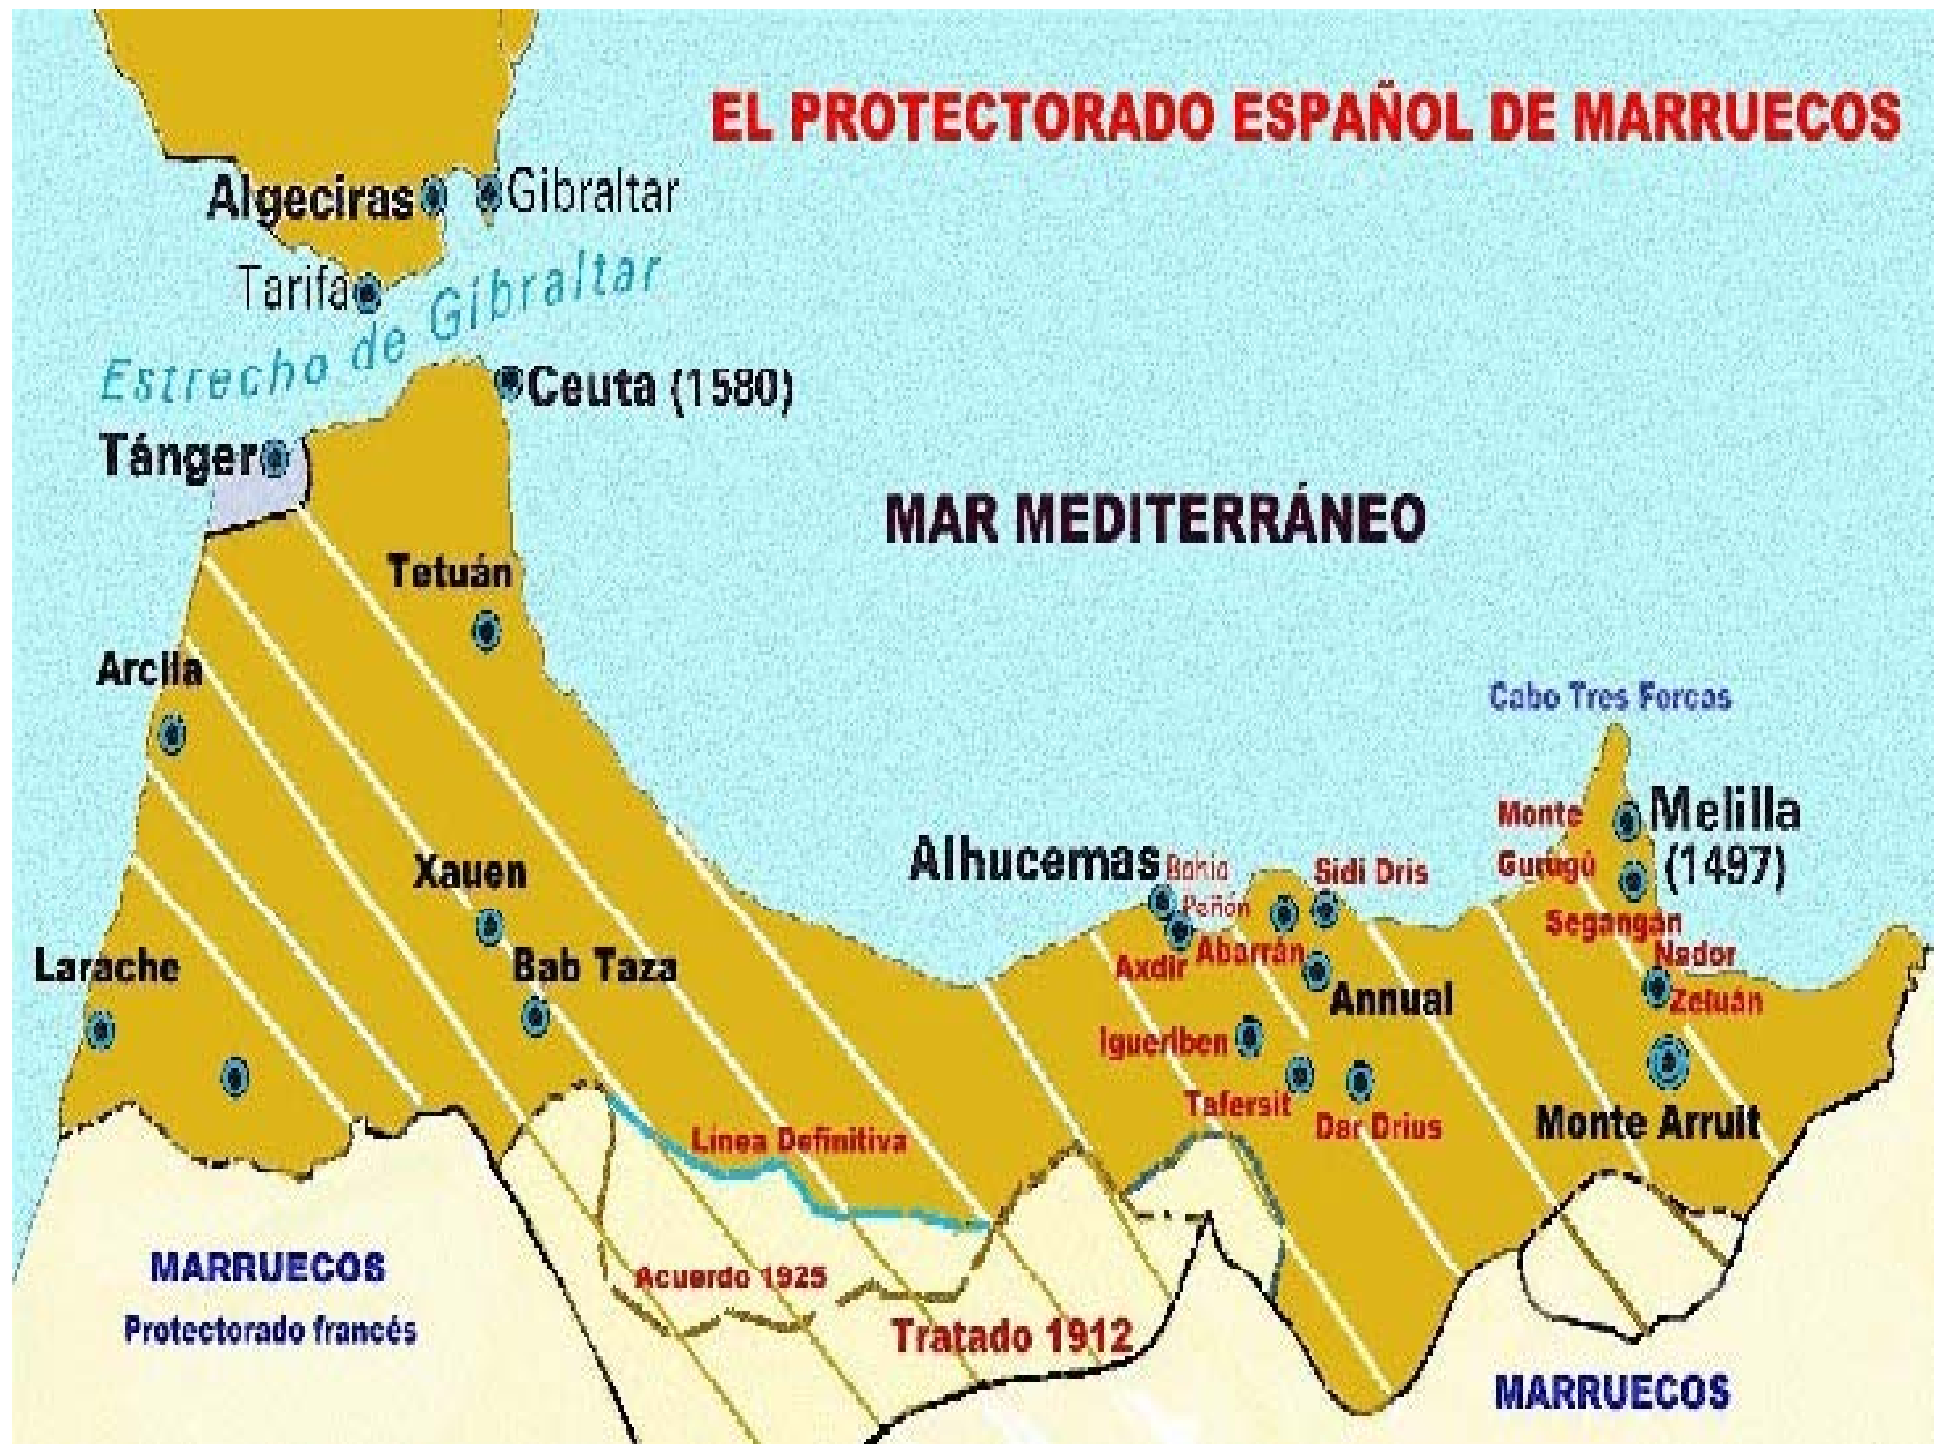 EL PROTECTORADO ESPAÑOL DE MARRUECOS
Algeciras
Gibraltar
Tarifa
Estrecho de Gibraltar
Ceuta (1580)
Tánger
MAR MEDITERRÁNEO
Tetuán
Arcila
Cabo Tres Forcas
Monte
Gurugú
Melilla
(1497)
Xauen
Alhucemas
Bahia
Peñón
Sidi Dris
Segangan
Larache
Bab Taza
Axdir
Abarrán
Nador
Annual
Zeluán
Igueriben
Tafersit
Dar Drius
Monte Arruit
Línea Definitiva
MARRUECOS
Protectorado francés
Acuerdo 1925
Tratado 1912
MARRUECOS